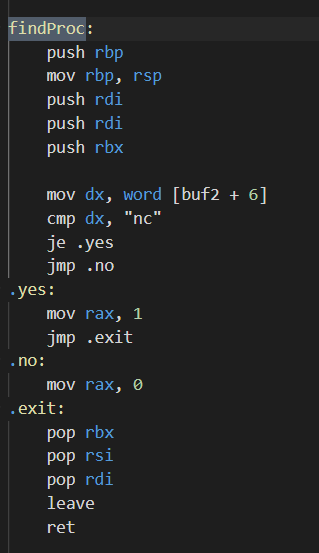 findProc:
    push rbp
    mov rbp, rsp
    push rdi
    push rdi
    push rbx

    mov dx, word [buf2 + 6]
    cmp dx, "nc"
    je .yes
    jmp .no
.yes:
    mov rax, 1
    jmp .exit
.no:
    mov rax, 0
.exit:
    pop rbx
    pop rsi
    pop rdi
    leave
    ret